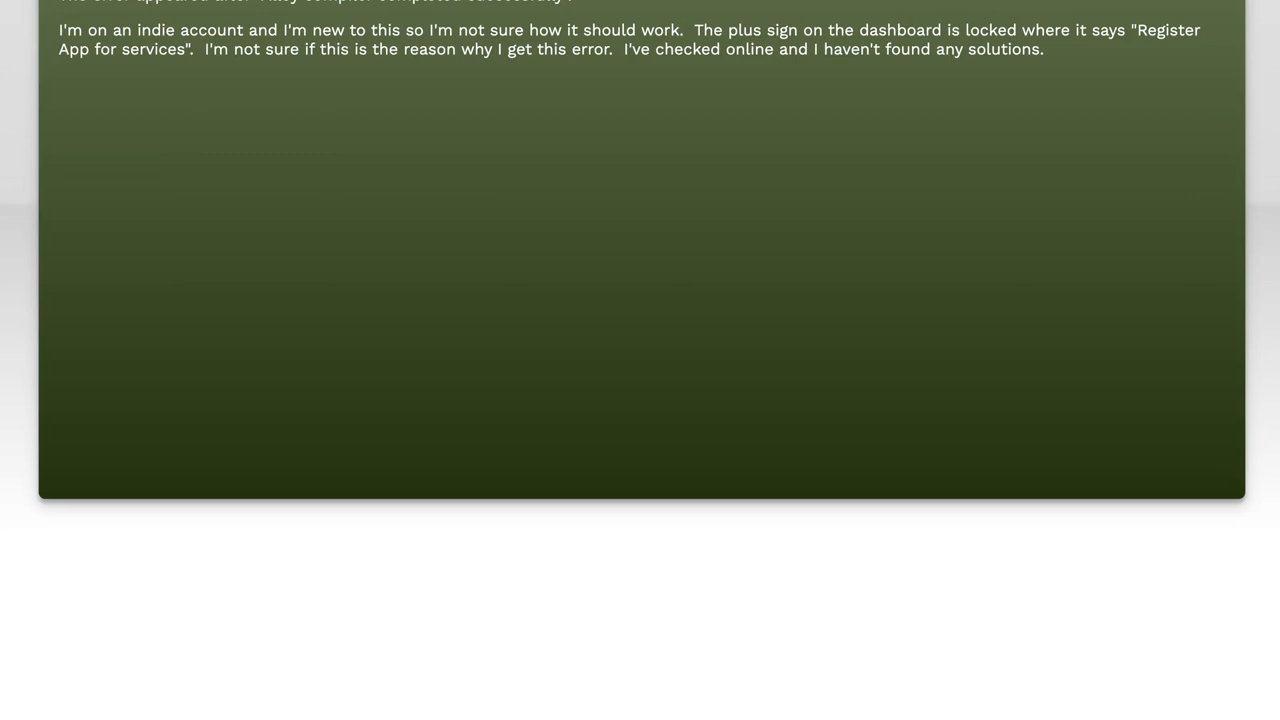 I'm on an indie account and I'm new to this so I'm not sure how it should work.  The plus sign on the dashboard is locked where it says "Register
App for services".  I'm not sure if this is the reason why I get this error.  I've checked online and I haven't found any solutions.